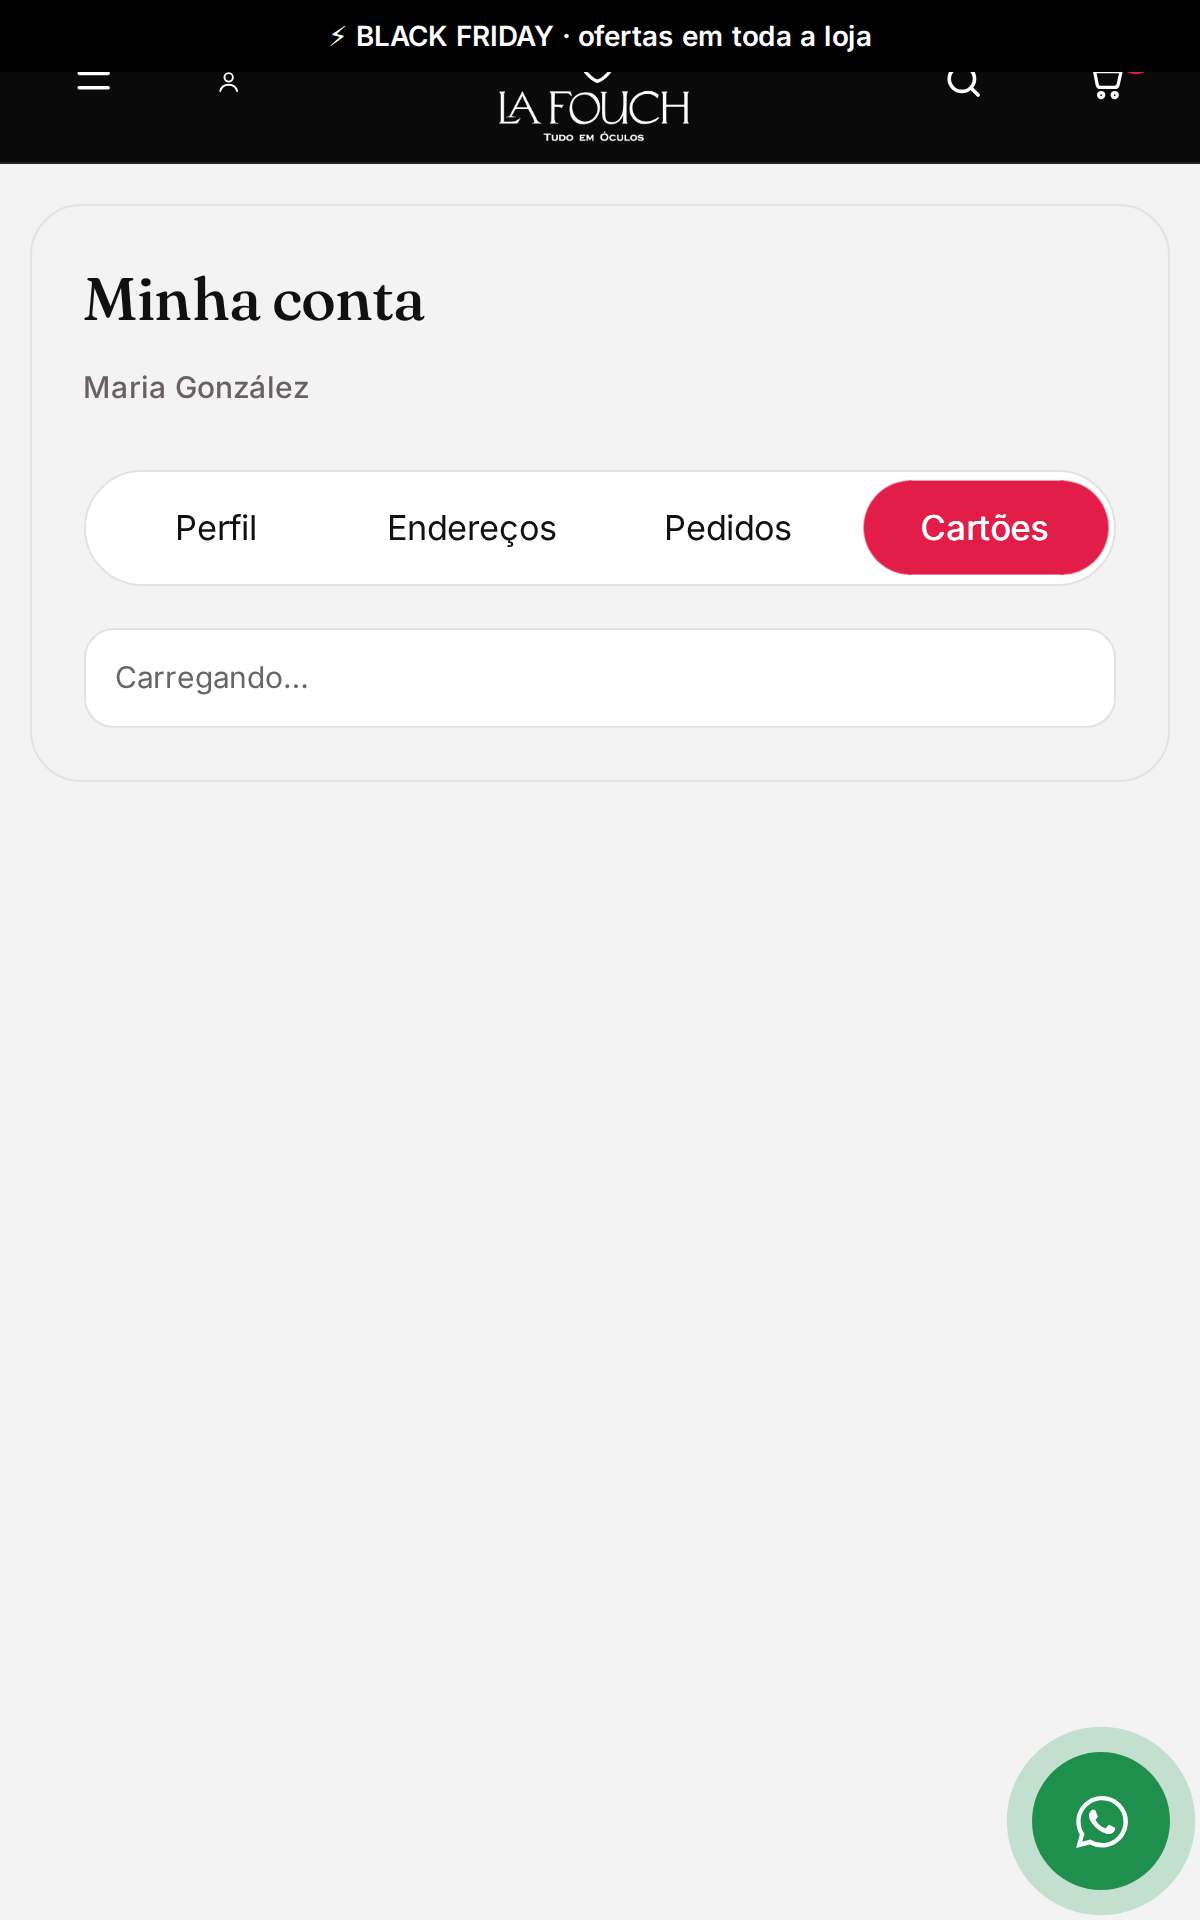 ⚡ BLACK FRIDAY · ofertas em toda a loja
LA FOUCH
TUDO EM ÓCULOS
Minha conta
Maria González
Perfil Endereços Pedidos Cartões
Carregando...